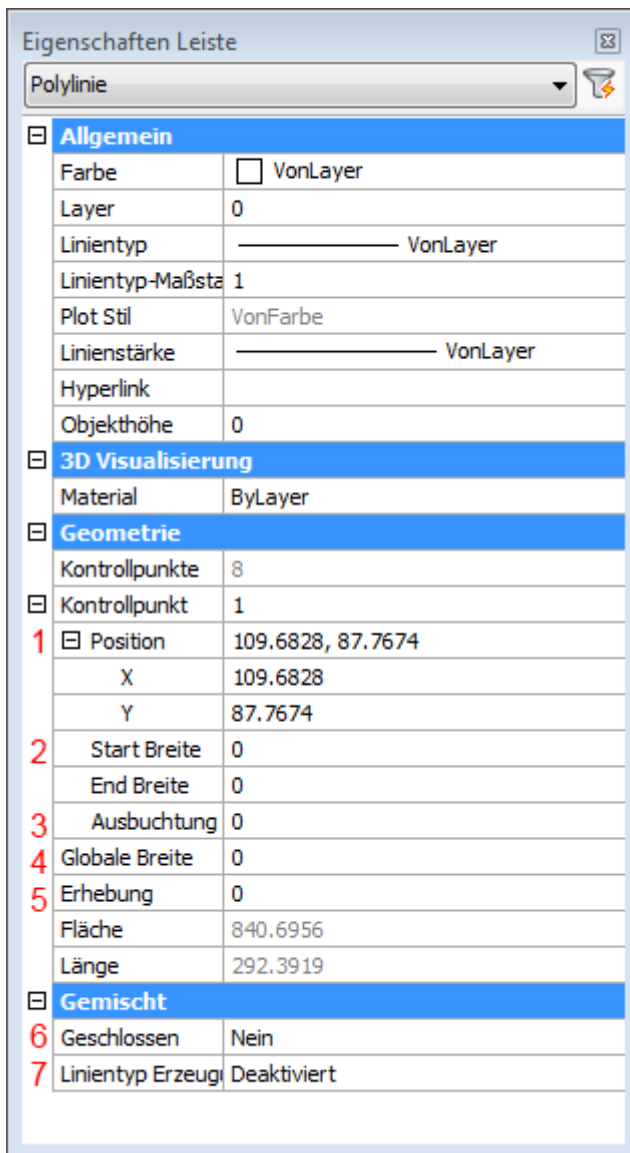 Eigenschaften Leiste
Polylinie
Allgemein
Farbe VonLayer
Layer 0
Linientyp VonLayer
Linientyp-Maßsta 1
Plot Stil VonFarbe
Linienstärke VonLayer
Hyperlink
Objekthöhe 0
3D Visualisierung
Material ByLayer
Geometrie
Kontrollpunkte 8
Kontrollpunkt 1
1 Position 109.6828, 87.7674
X 109.6828
Y 87.7674
2 Start Breite 0
End Breite 0
3 Ausbuchtung 0
4 Globale Breite 0
5 Erhebung 0
Fläche 840.6956
Länge 292.3919
Gemischt
6 Geschlossen Nein
7 Linientyp Erzeugu Deaktiviert